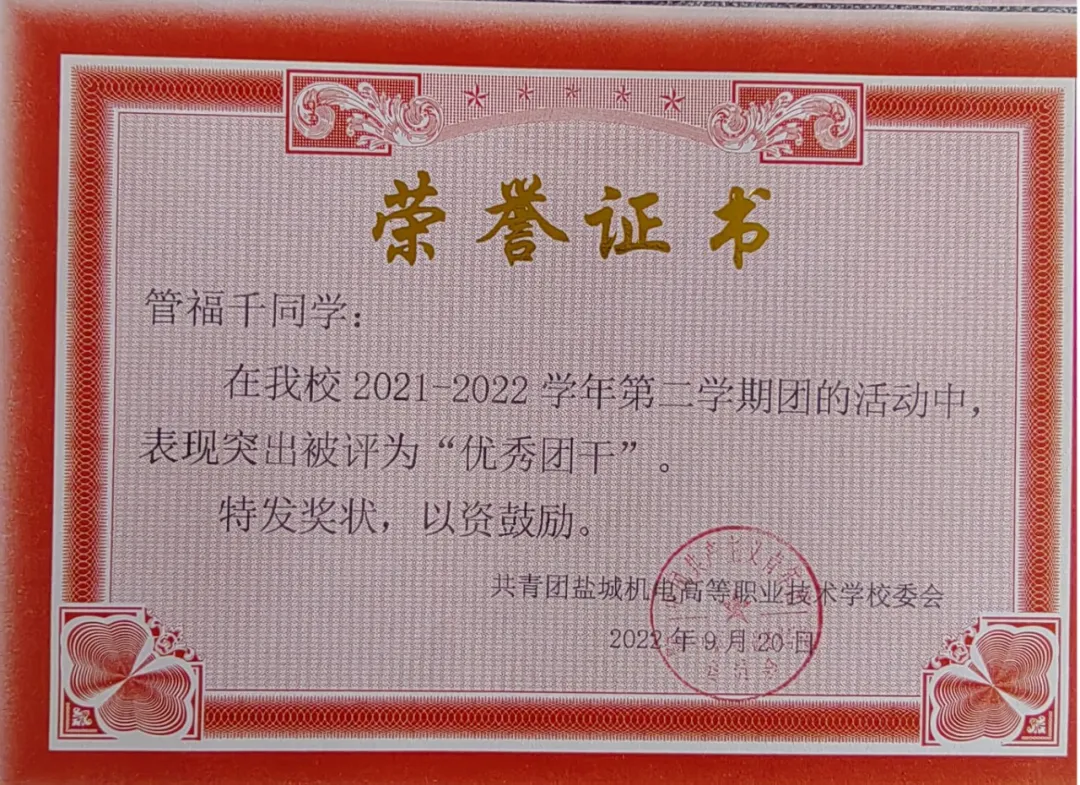 荣誉证书
管福千同学：
在我校2021-2022学年第二学期团的活动中，
表现突出被评为“优秀团干”。
特发奖状，以资鼓励。
共青团盐城机电高等职业技术学校委会
2022年9月20日